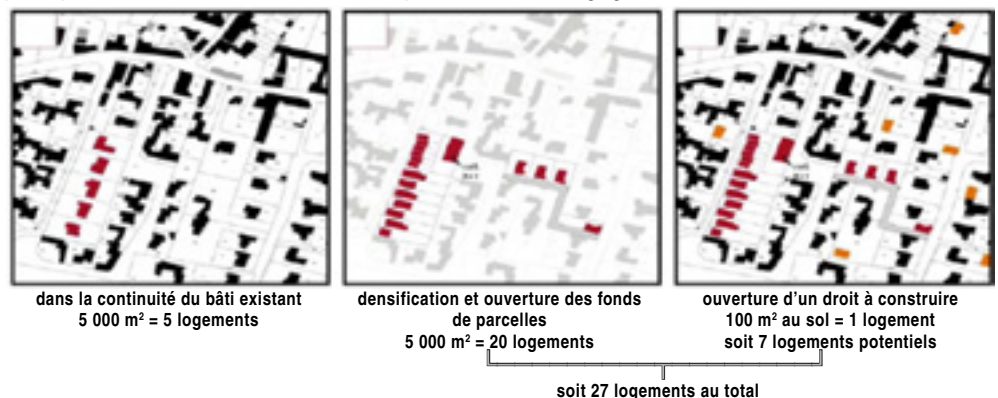 dans la continuité du bâti existant
5 000 m² = 5 logements
densification et ouverture des fonds
de parcelles
5 000 m² = 20 logements
ouverture d'un droit à construire
100 m² au sol = 1 logement
soit 7 logements potentiels
soit 27 logements au total